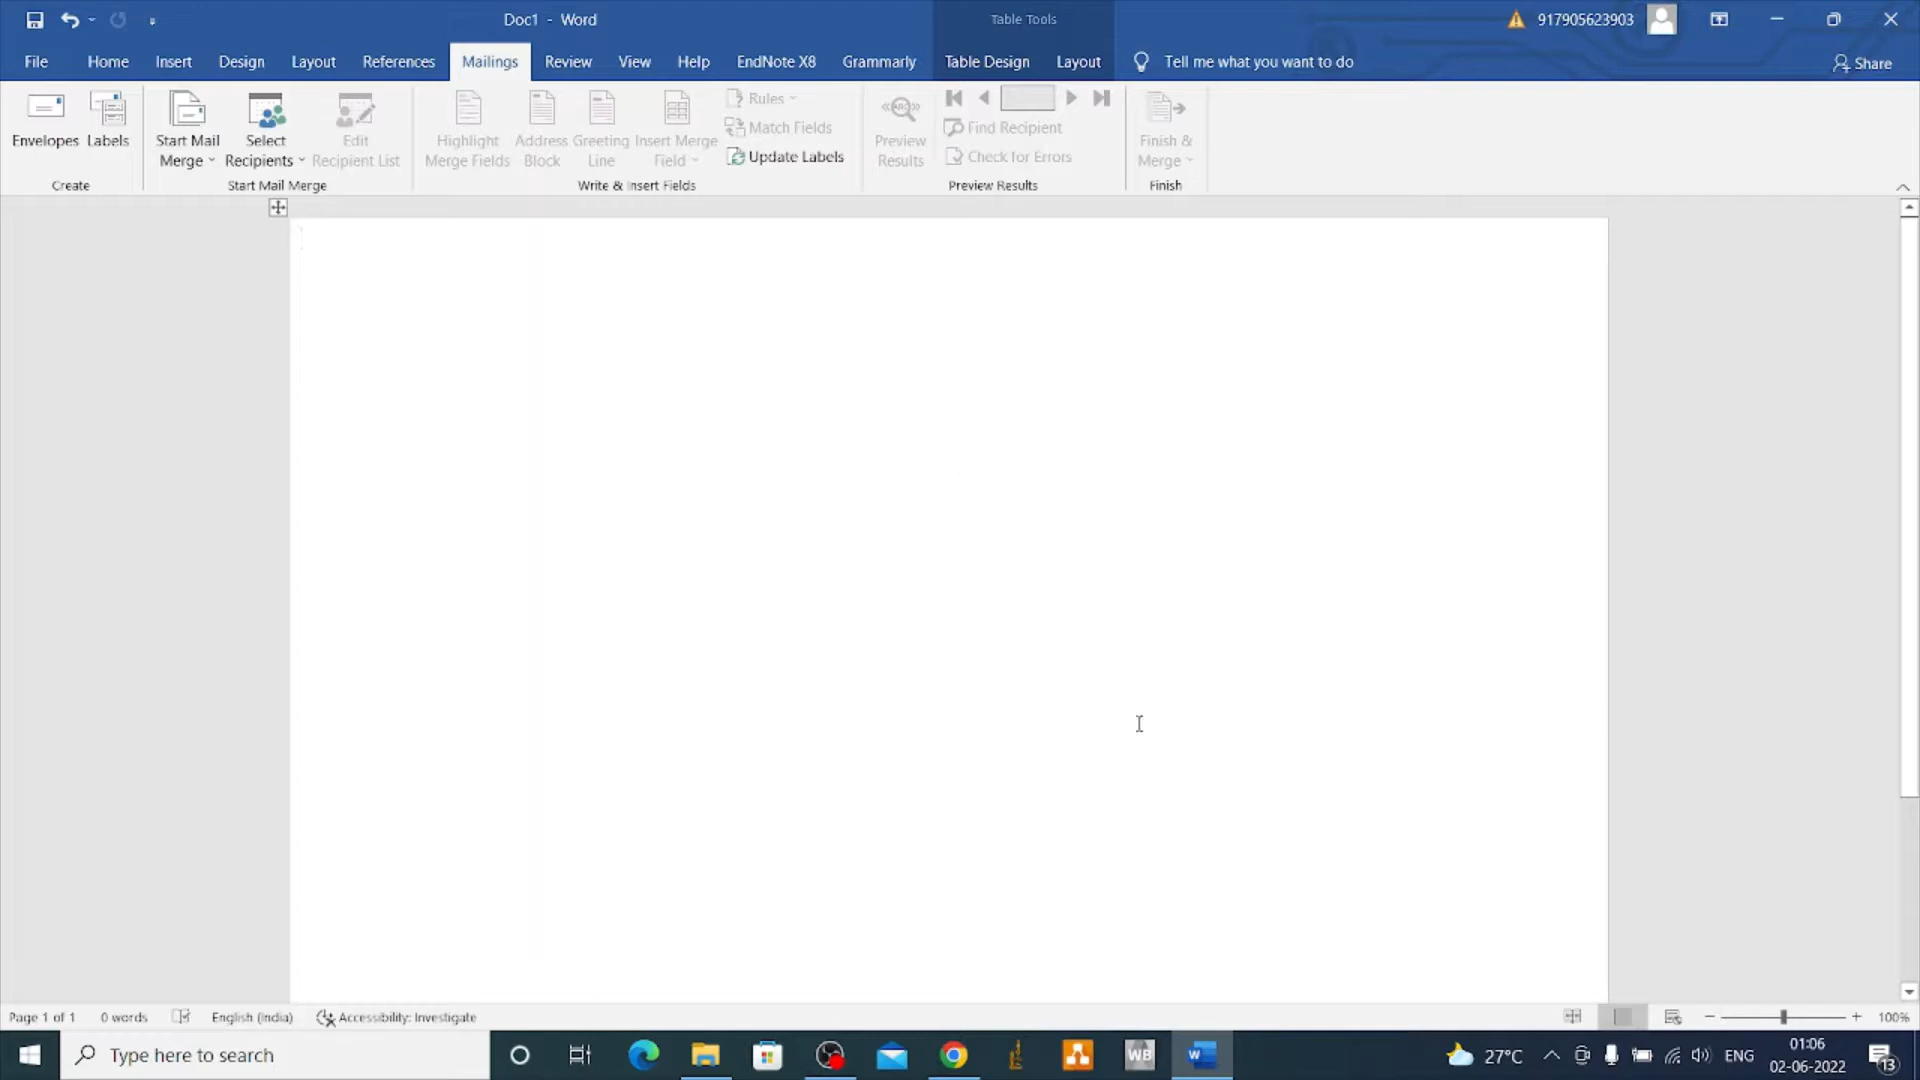 Doc1 - Word
Table Tools
917905623903
File Home Insert Design Layout References Mailings Review View Help EndNote X8 Grammarly Table Design Layout Tell me what you want to do Share
Envelopes Labels
Create
Start Mail Merge
Select Recipients
Edit Recipient List
Start Mail Merge
Highlight Merge Fields
Address Block
Greeting Line
Insert Merge Field
Rules
Match Fields
Update Labels
Write & Insert Fields
Preview Results
Find Recipient
Check for Errors
Preview Results
Finish & Merge
Finish
Page 1 of 1 0 words English (India) Accessibility: Investigate 100%
Type here to search
WB
27°C
ENG
01:06
02-06-2022
13